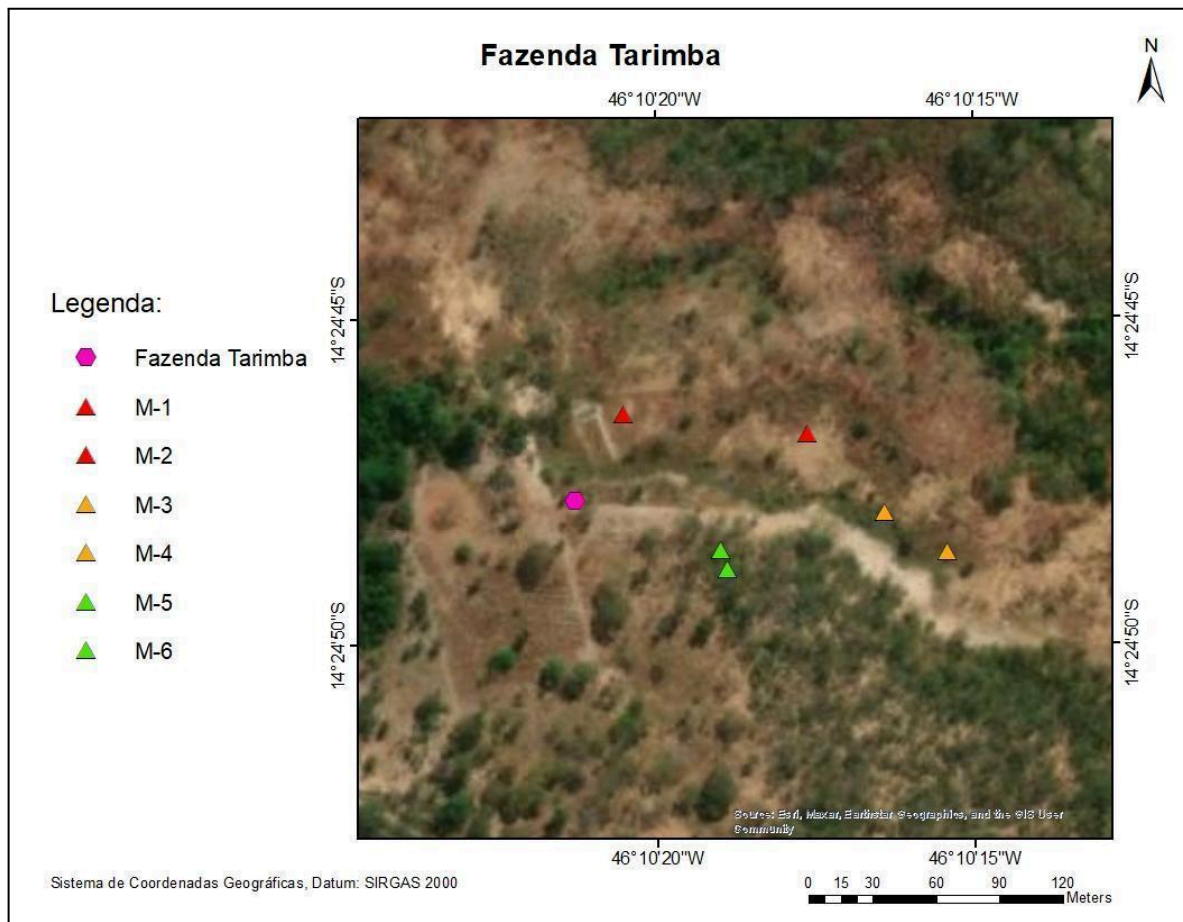 Fazenda Tarimba
N
46°10'20"W 46°10'15"W
14°24'45"S 14°24'45"S
Legenda:
Fazenda Tarimba
M-1
M-2
M-3
M-4
M-5
M-6
14°24'50"S 14°24'50"S
Source: Esri, Maxar, Earthstar Geographics, and the GIS User
Community
46°10'20"W 46°10'15"W
Sistema de Coordenadas Geográficas, Datum: SIRGAS 2000
0 15 30 60 90 120
Meters